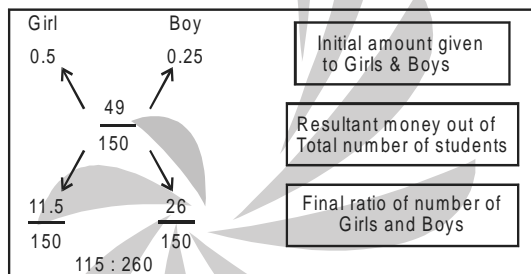 Girl Boy
0.5 0.25
Initial amount given
to Girls & Boys
49
150
Resultant money out of
Total number of students
11.5 26
150 150
115 : 260
Final ratio of number of
Girls and Boys